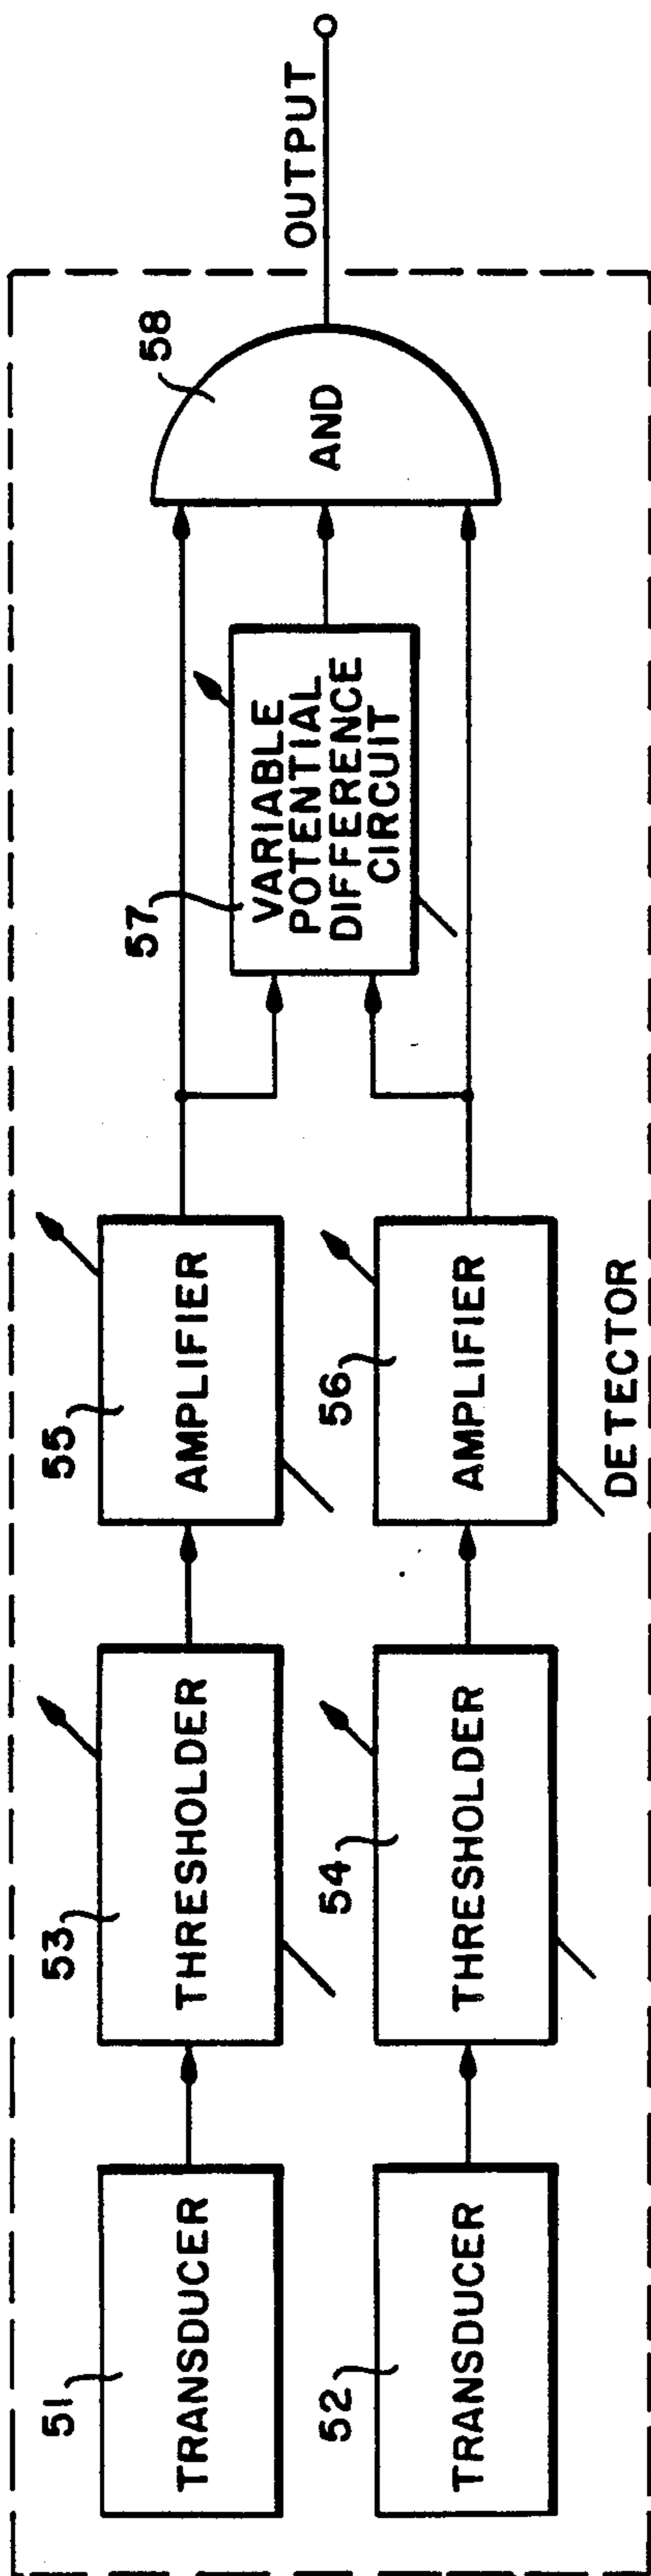 51
TRANSDUCER
53
THRESHOLDER
55
AMPLIFIER
57
VARIABLE
POTENTIAL
DIFFERENCE
CIRCUIT
58
AND
OUTPUT
52
TRANSDUCER
54
THRESHOLDER
56
AMPLIFIER
DETECTOR